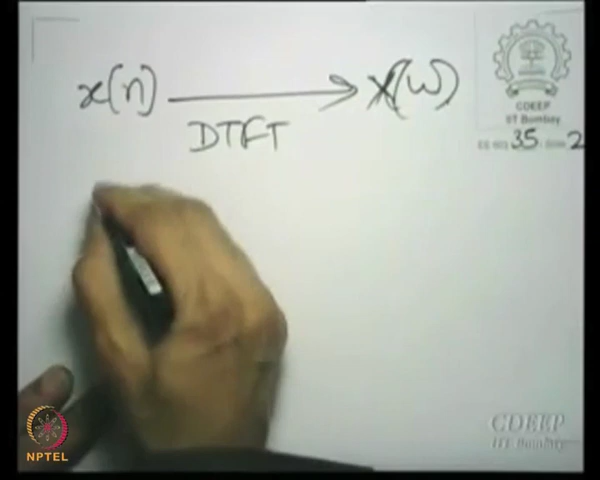 x[n] ⟶ X(ω)
DTFT
CDEEP
IIT Bombay
35 2
CDEEP
IIT Bombay
NPTEL